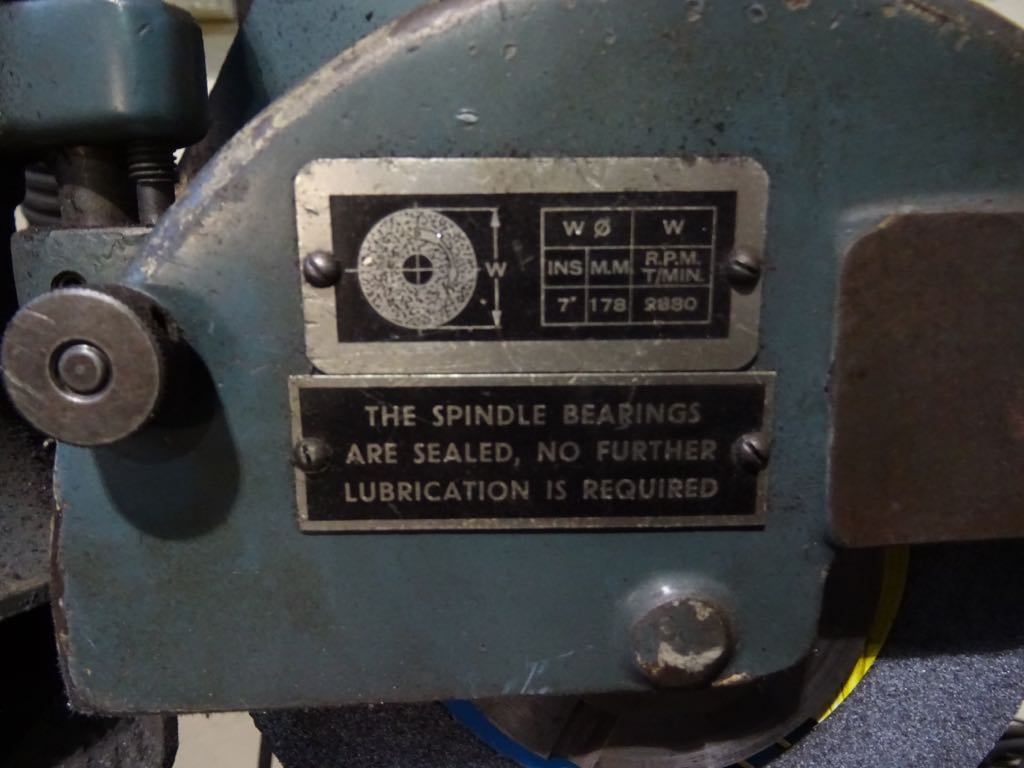 W
W Ø W
INS M.M. R.P.M. T/MIN.
7" 178 2880
THE SPINDLE BEARINGS
ARE SEALED, NO FURTHER
LUBRICATION IS REQUIRED